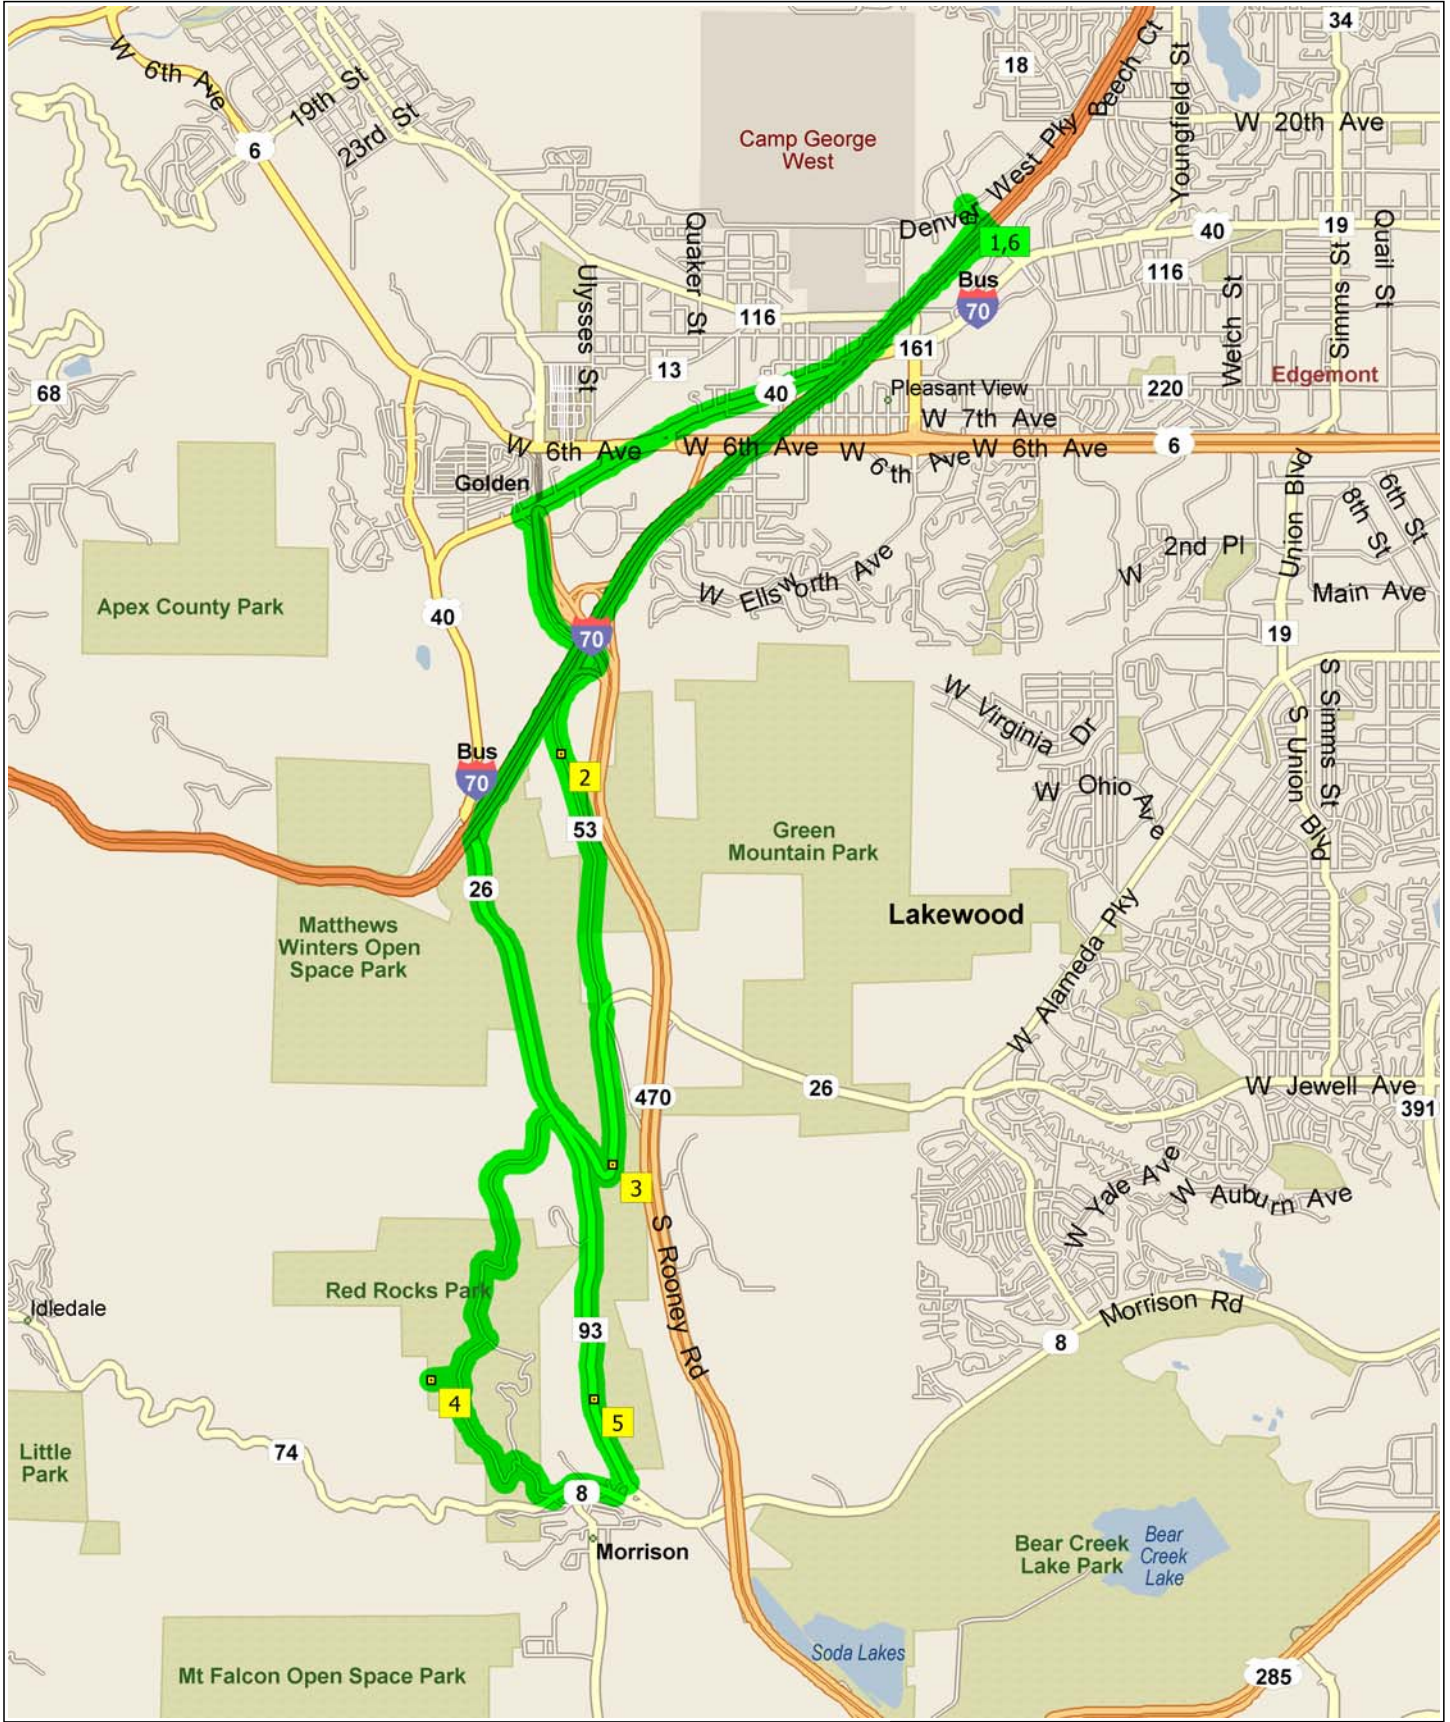 34
18
Beech Ct
Youngfield St
W 20th Ave
W 6th Ave
19th St
23rd St
6
Camp George
West
Denver West Pky
1,6
40
19
Quail St
Quaker St
Ulysses St
Bus
70
116
Welch St
Simms St
116
161
13
40
Pleasant View
220
Edgemont
68
W 7th Ave
W 6th Ave
W 6th Ave
W 6th Ave
W 6th Ave
6
Golden
Union Blvd
8th St
6th St
W Ellsworth Ave
W 2nd Pl
Main Ave
Apex County Park
40
70
19
W Virginia Dr
S Union Blvd
S Simms St
Bus
70
2
W Ohio Ave
53
Green
Mountain Park
26
Lakewood
Matthews
Winters Open
Space Park
W Alameda Pky
470
26
W Jewell Ave
391
3
W Yale Ave
W Auburn Ave
S Rooney Rd
Red Rocks Park
Idledale
93
Morrison Rd
8
4
5
Little
Park
74
8
Morrison
Bear Creek
Lake Park
Bear
Creek
Lake
Soda Lakes
Mt Falcon Open Space Park
285